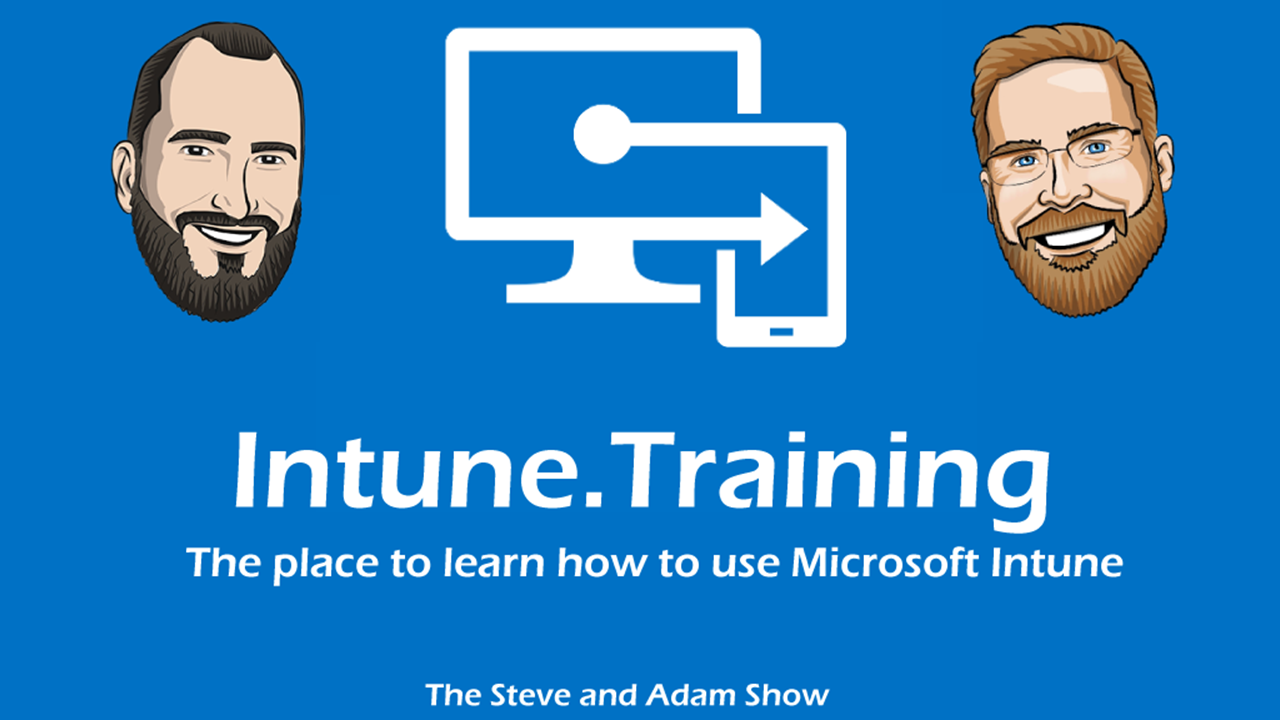 Intune.Training
The place to learn how to use Microsoft Intune
The Steve and Adam Show